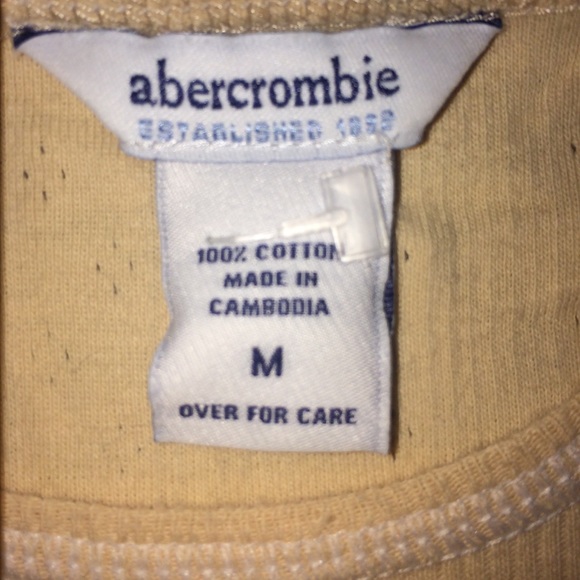 abercrombie
ESTABLISHED 1892
100% COTTON
MADE IN
CAMBODIA
M
OVER FOR CARE